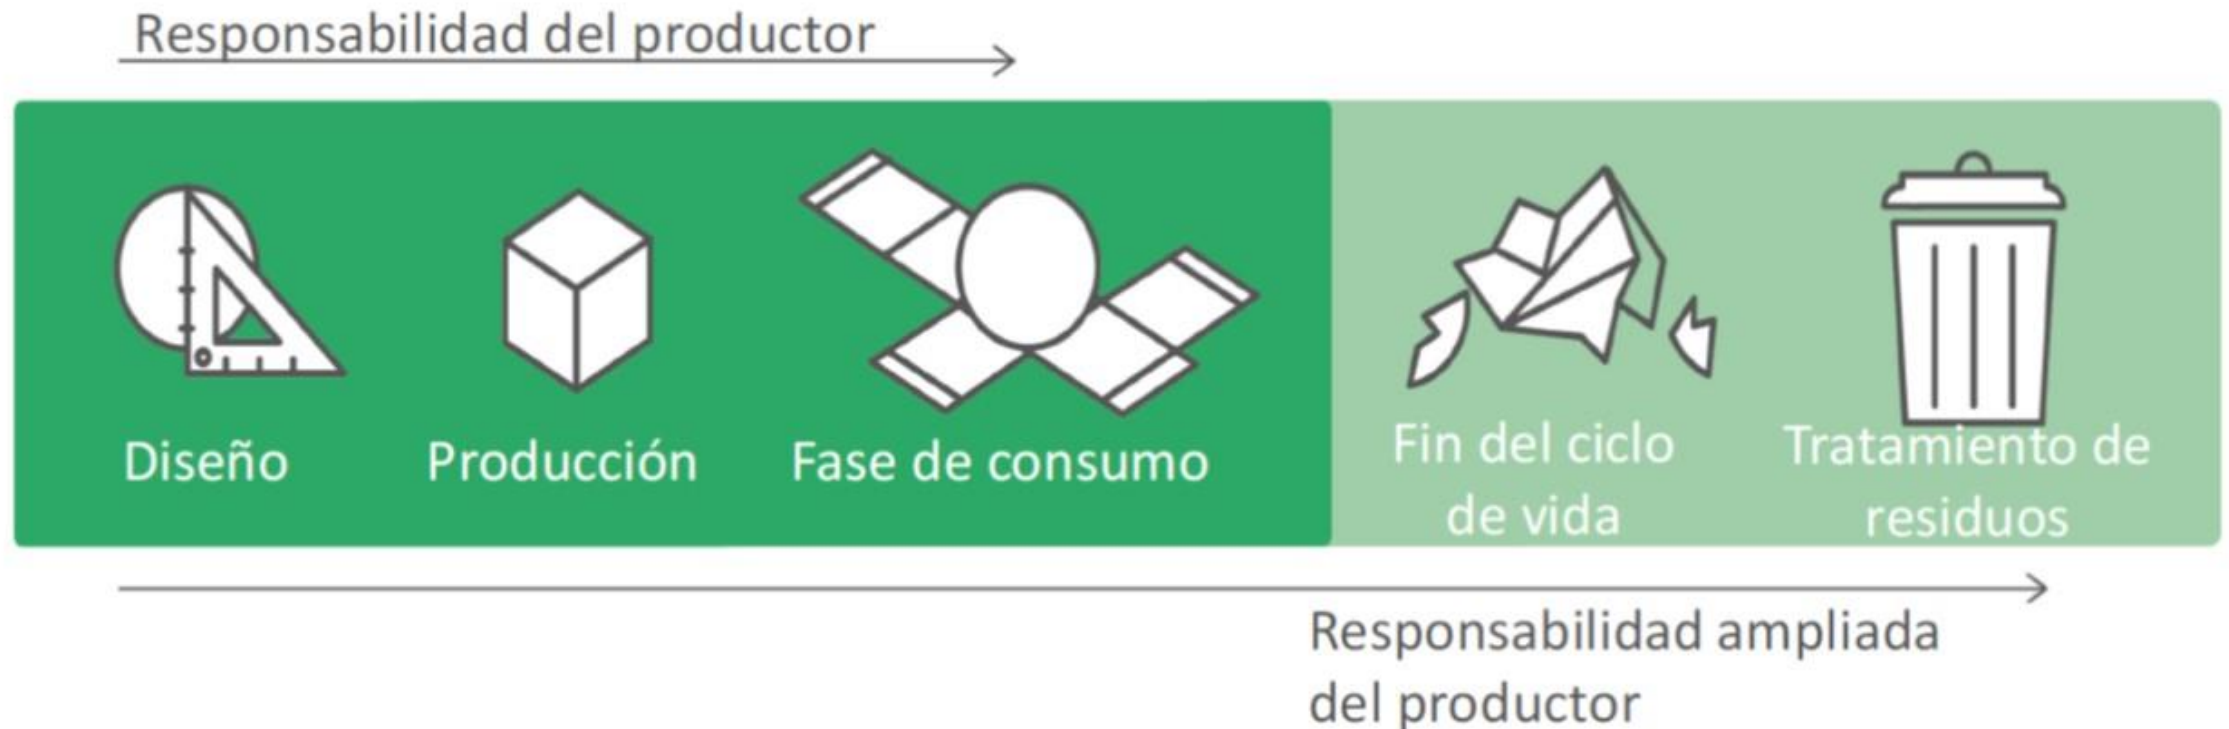 Responsabilidad del productor
Diseño
Producción
Fase de consumo
Fin del ciclo
de vida
Tratamiento de
residuos
Responsabilidad ampliada
del productor